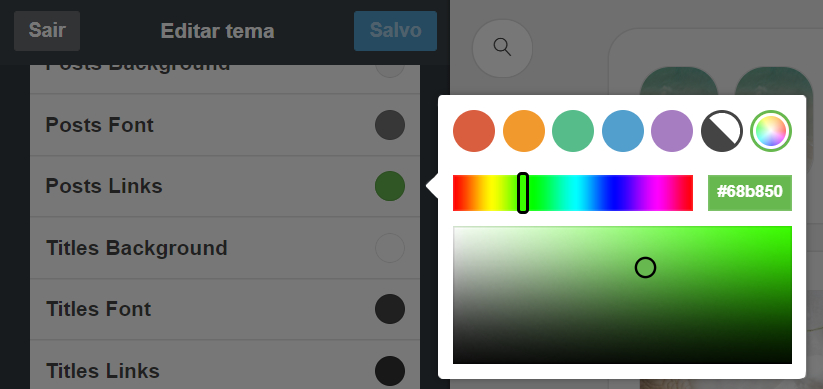 Sair
Editar tema
Salvo
Posts Background
Posts Font
Posts Links
#68b850
Titles Background
Titles Font
Titles Links